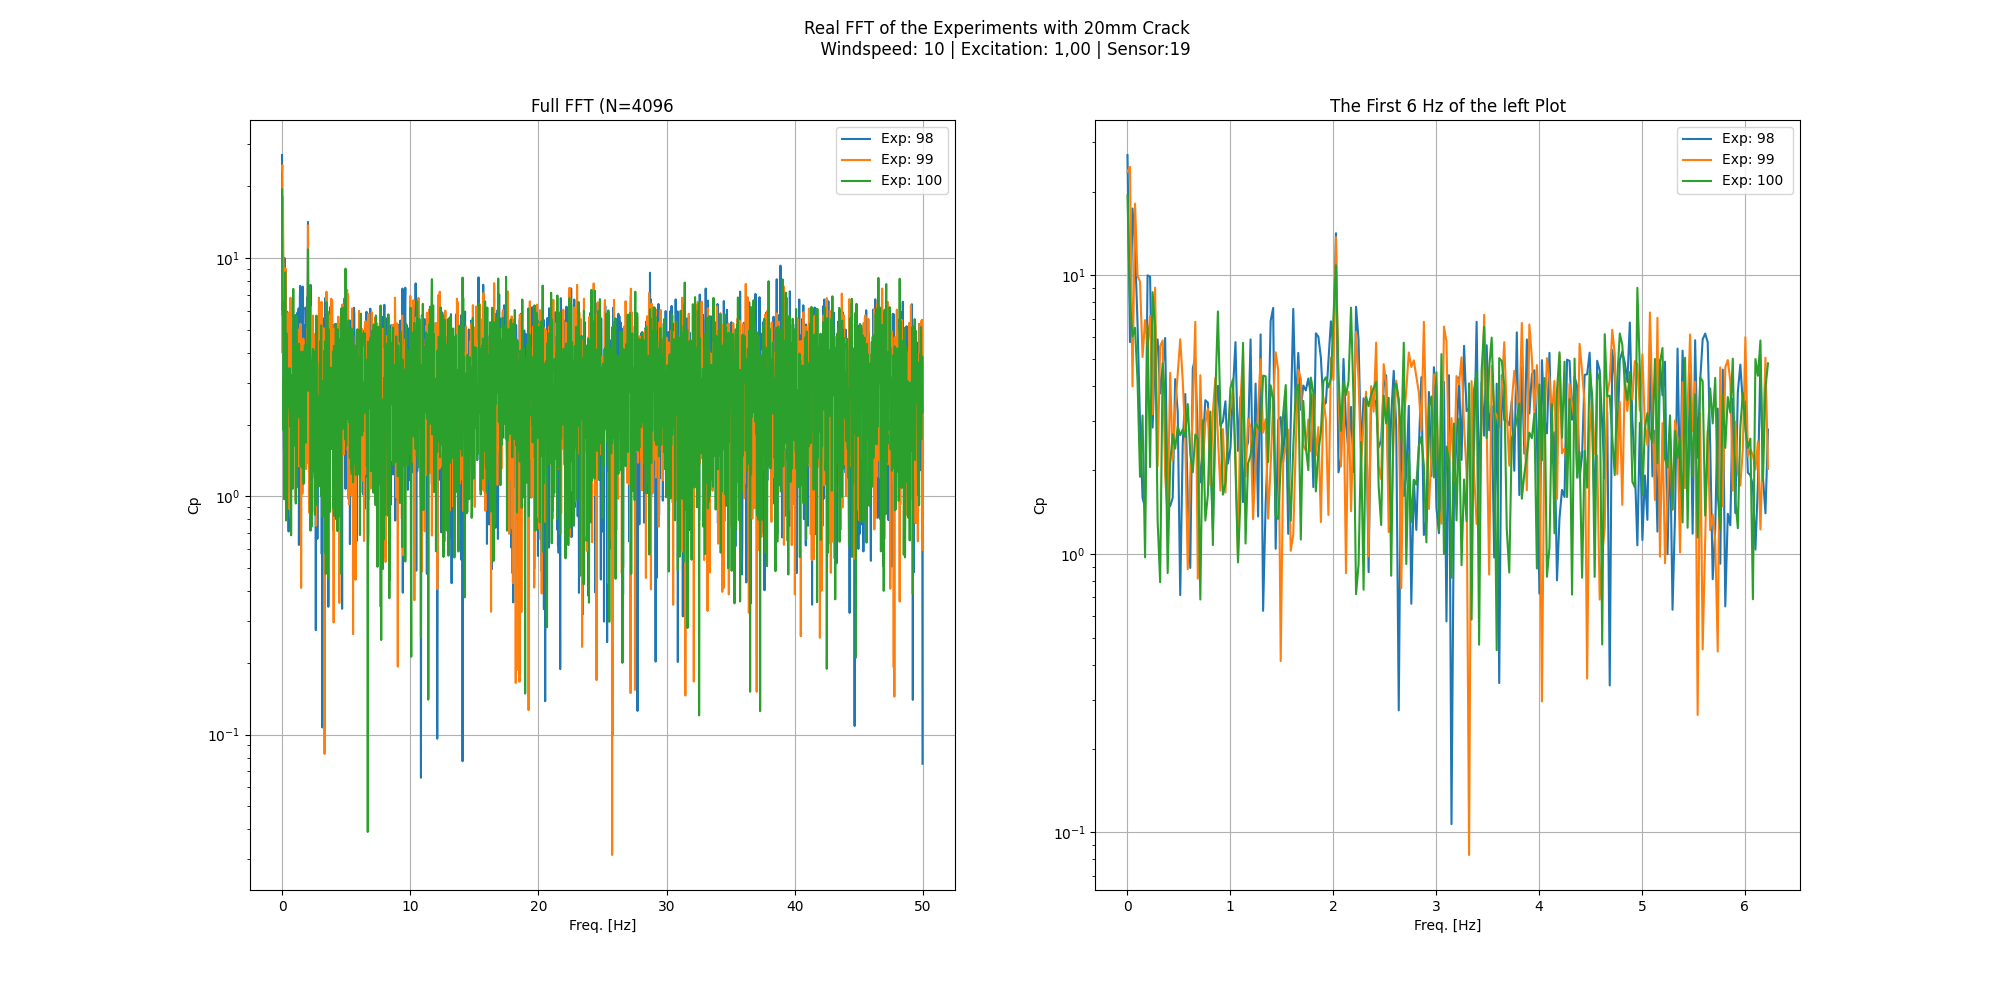 Real FFT of the Experiments with 20mm Crack
Windspeed: 10 | Excitation: 1,00 | Sensor:19
Full FFT (N=4096
Exp: 98
Exp: 99
Exp: 100
10¹
10⁰
10⁻¹
Cp
0 10 20 30 40 50
Freq. [Hz]
The First 6 Hz of the left Plot
Exp: 98
Exp: 99
Exp: 100
10¹
10⁰
10⁻¹
Cp
0 1 2 3 4 5 6
Freq. [Hz]